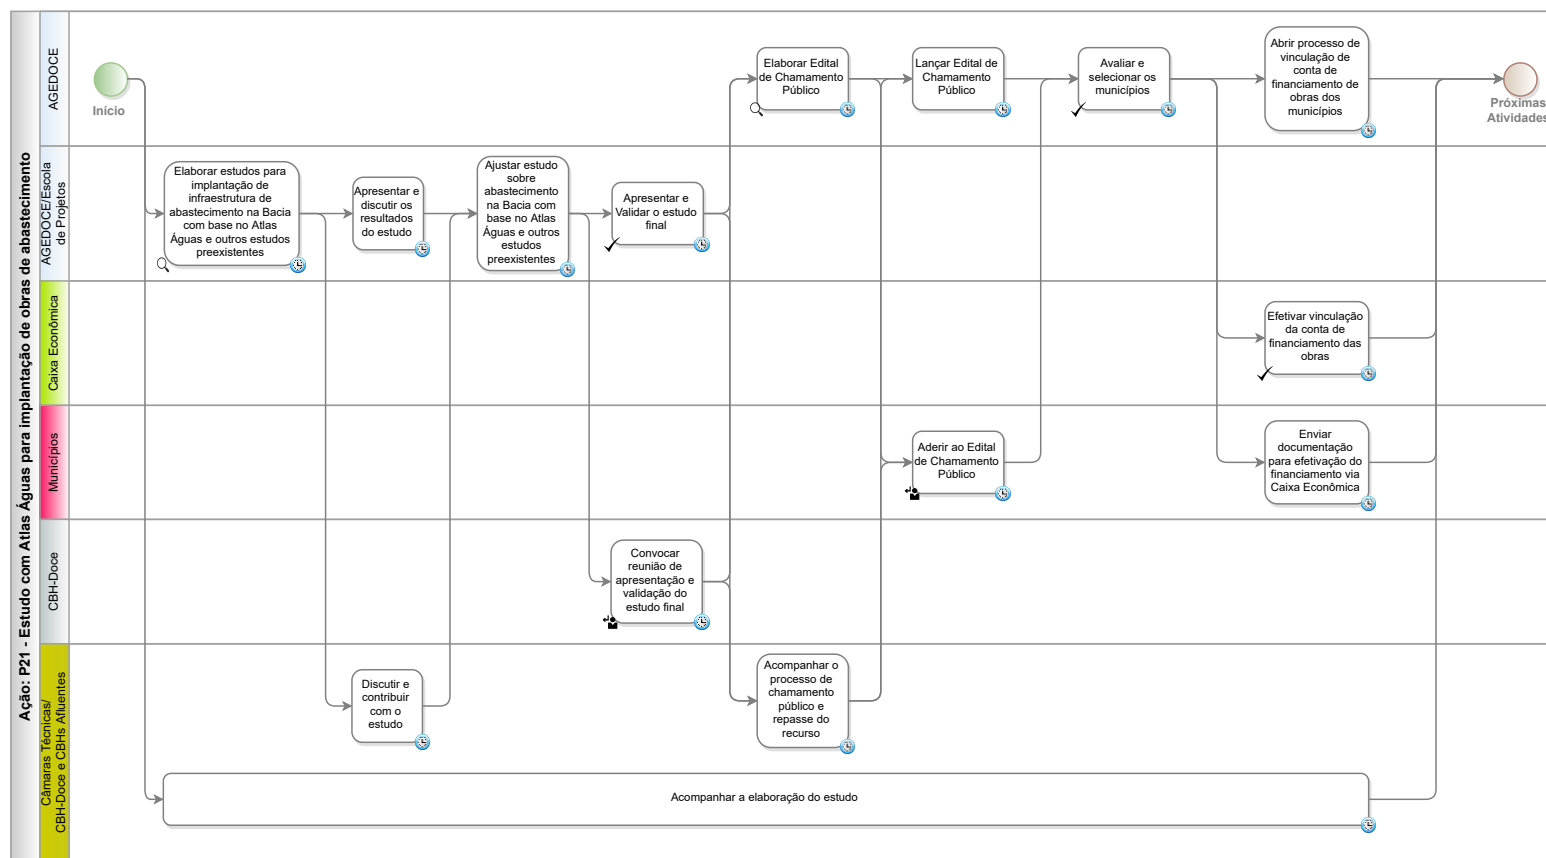 Ação: P21 - Estudo com Atlas Águas para implantação de obras de abastecimento
AGEDOCE
Início
Elaborar Edital
de Chamamento
Público
Lançar Edital de
Chamamento
Público
Avaliar e
selecionar os
municípios
Abrir processo de
vinculação de
conta de
financiamento de
obras dos
municípios
Próximas
Atividades
AGEDOCE/Escola
de Projetos
Elaborar estudos para
implantação de
infraestrutura de
abastecimento na Bacia
com base no Atlas
Águas e outros estudos
preexistentes
Apresentar e
discutir os
resultados
do estudo
Ajustar estudo
sobre
abastecimento
na Bacia com
base no Atlas
Águas e outros
estudos
preexistentes
Apresentar e
Validar o estudo
final
Caixa Econômica
Efetivar vinculação
da conta de
financiamento das
obras
Municípios
Aderir ao Edital
de Chamamento
Público
Enviar
documentação
para efetivação do
financiamento via
Caixa Econômica
CBH-Doce
Convocar
reunião de
apresentação e
validação do
estudo final
Câmaras Técnicas/
CBH-Doce e CBHs Afluentes
Discutir e
contribuir
com o
estudo
Acompanhar o
processo de
chamamento
público e
repasse do
recurso
Acompanhar a elaboração do estudo